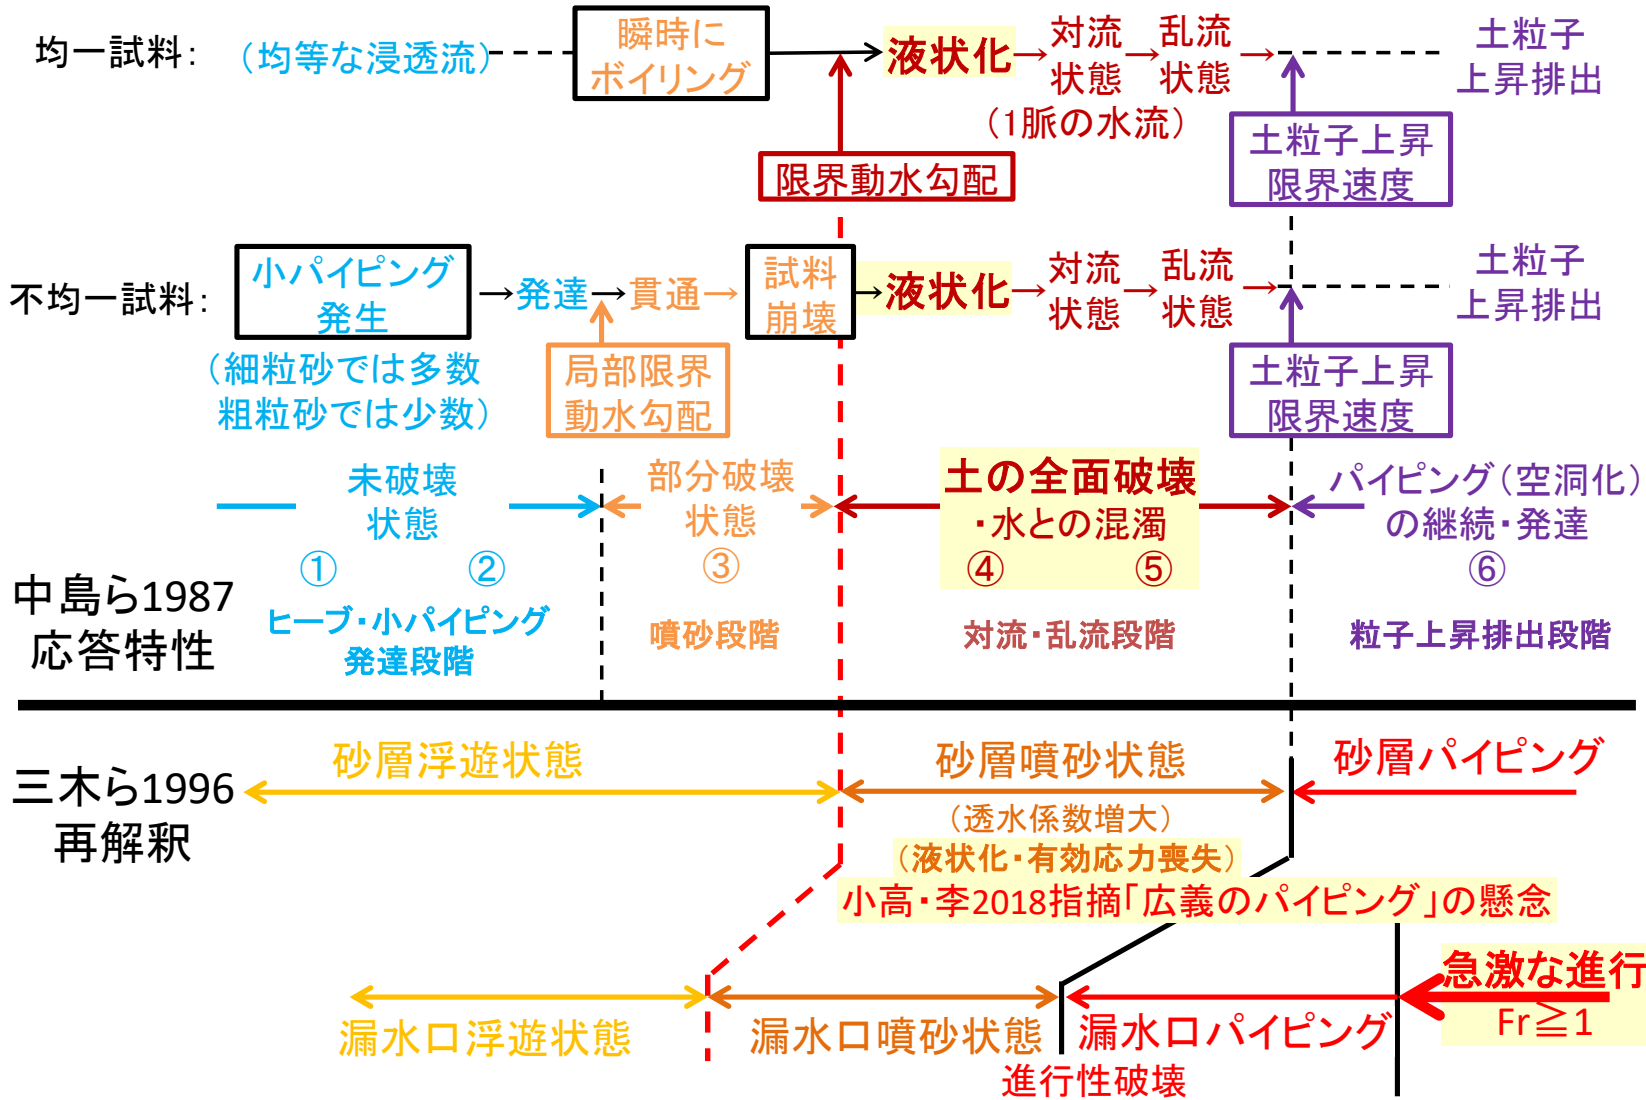 均一試料：
（均等な浸透流）
瞬時に
ボイリング
→
液状化
→
対流
状態
→
乱流
状態
→
（1脈の水流）
土粒子
上昇排出
限界動水勾配
土粒子上昇
限界速度
不均一試料：
小パイピング
発生
→発達→貫通→
試料
崩壊
→
液状化
→
対流
状態
→
乱流
状態
→
土粒子
上昇排出
（細粒砂では多数
粗粒砂では少数）
局部限界
動水勾配
土粒子上昇
限界速度
未破壊
状態
①
②
部分破壊
状態
③
土の全面破壊
・水との混濁
④
⑤
パイピング（空洞化）
の継続・発達
⑥
中島ら1987
応答特性
ヒーブ・小パイピング
発達段階
噴砂段階
対流・乱流段階
粒子上昇排出段階
三木ら1996
再解釈
砂層浮遊状態
砂層噴砂状態
砂層パイピング
（透水係数増大）
（液状化・有効応力喪失）
小高・李2018指摘「広義のパイピング」の懸念
急激な進行
Fr≧1
漏水口浮遊状態
漏水口噴砂状態
漏水口パイピング
進行性破壊